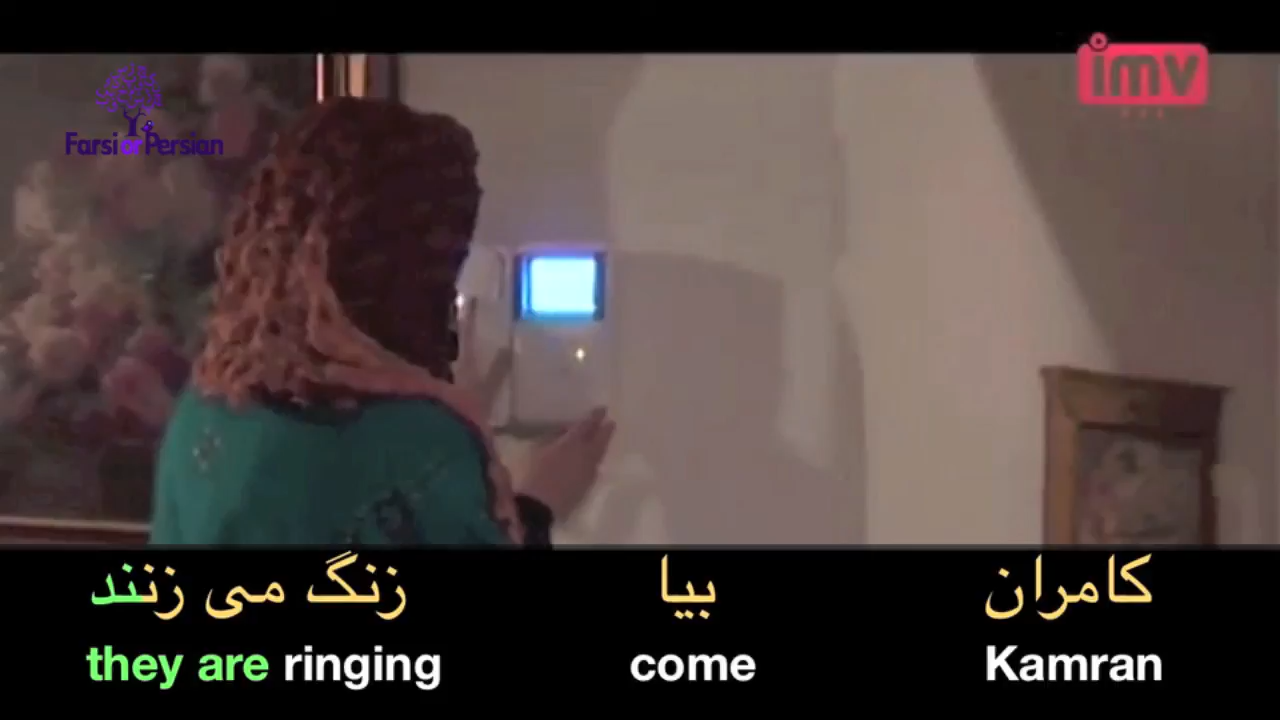 Farsi or Persian
imv
کامران بیا زنگ می زنند
they are ringing come Kamran